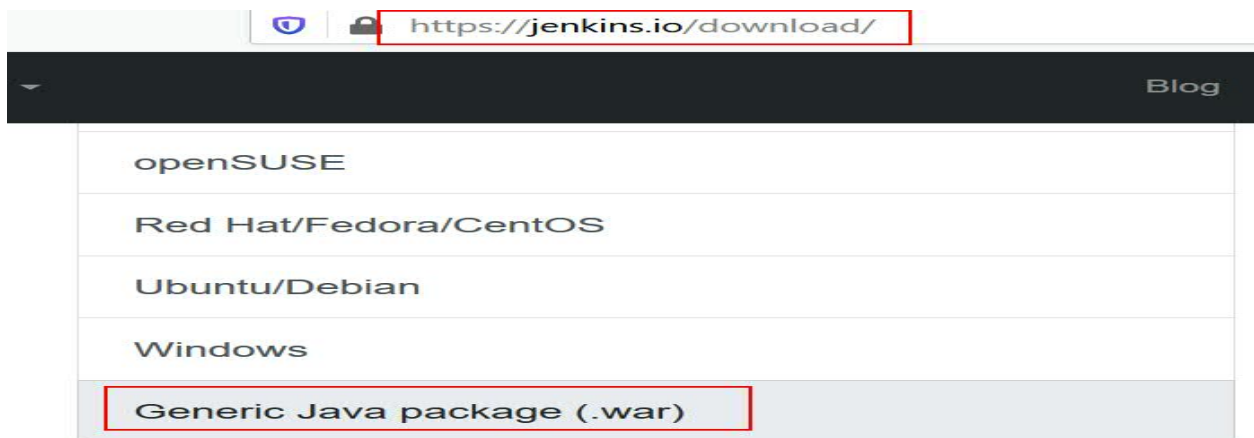 https://jenkins.io/download/
Blog
openSUSE
Red Hat/Fedora/CentOS
Ubuntu/Debian
Windows
Generic Java package (.war)